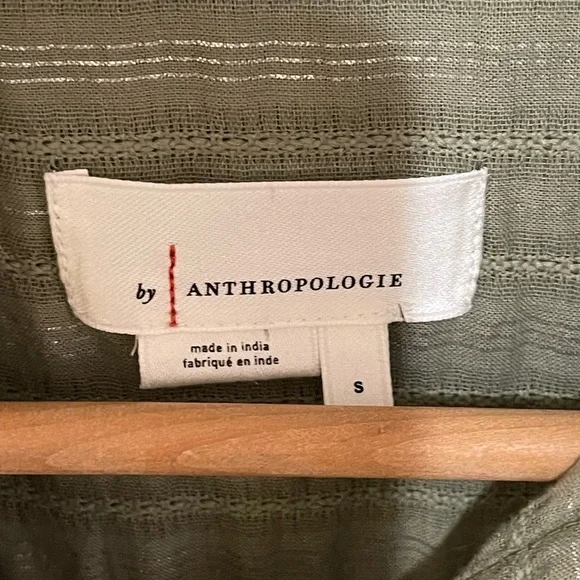 by ANTHROPOLOGIE
made in india
fabriqué en inde
S